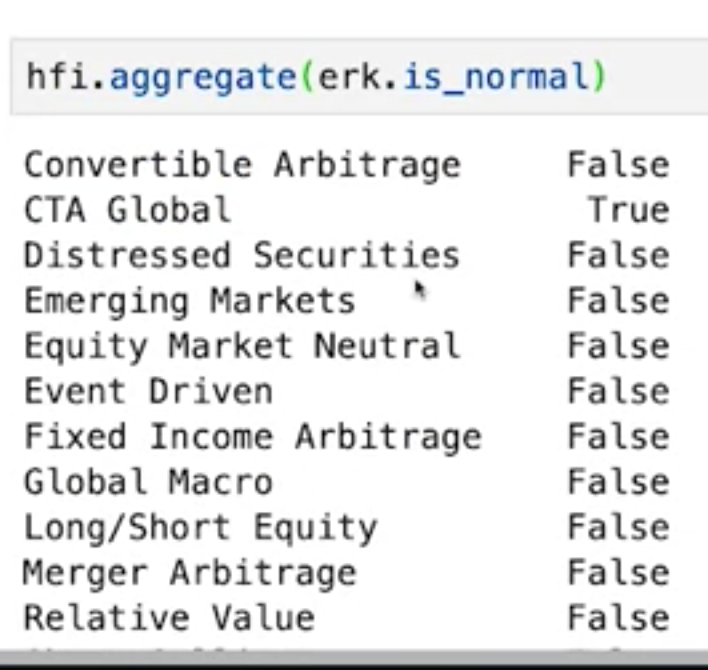 hfi.aggregate(erk.is_normal)
Convertible Arbitrage False
CTA Global True
Distressed Securities False
Emerging Markets False
Equity Market Neutral False
Event Driven False
Fixed Income Arbitrage False
Global Macro False
Long/Short Equity False
Merger Arbitrage False
Relative Value False